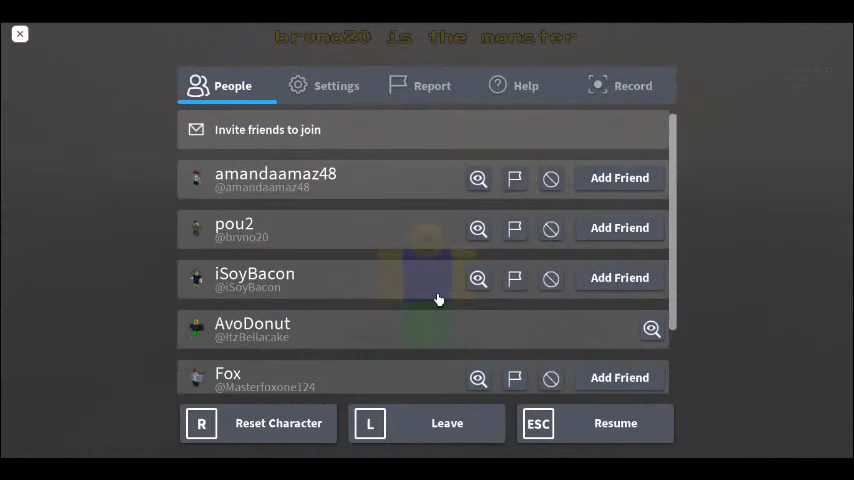 brvno20 is the monster
People
Settings
Report
Help
Record
Invite friends to join
amandaamaz48
@amandaamaz48
Add Friend
pou2
@brvno20
Add Friend
iSoyBacon
@iSoyBacon
Add Friend
AvoDonut
@ItzBellacake
Fox
@Masterfoxone124
Add Friend
R Reset Character
L Leave
ESC Resume